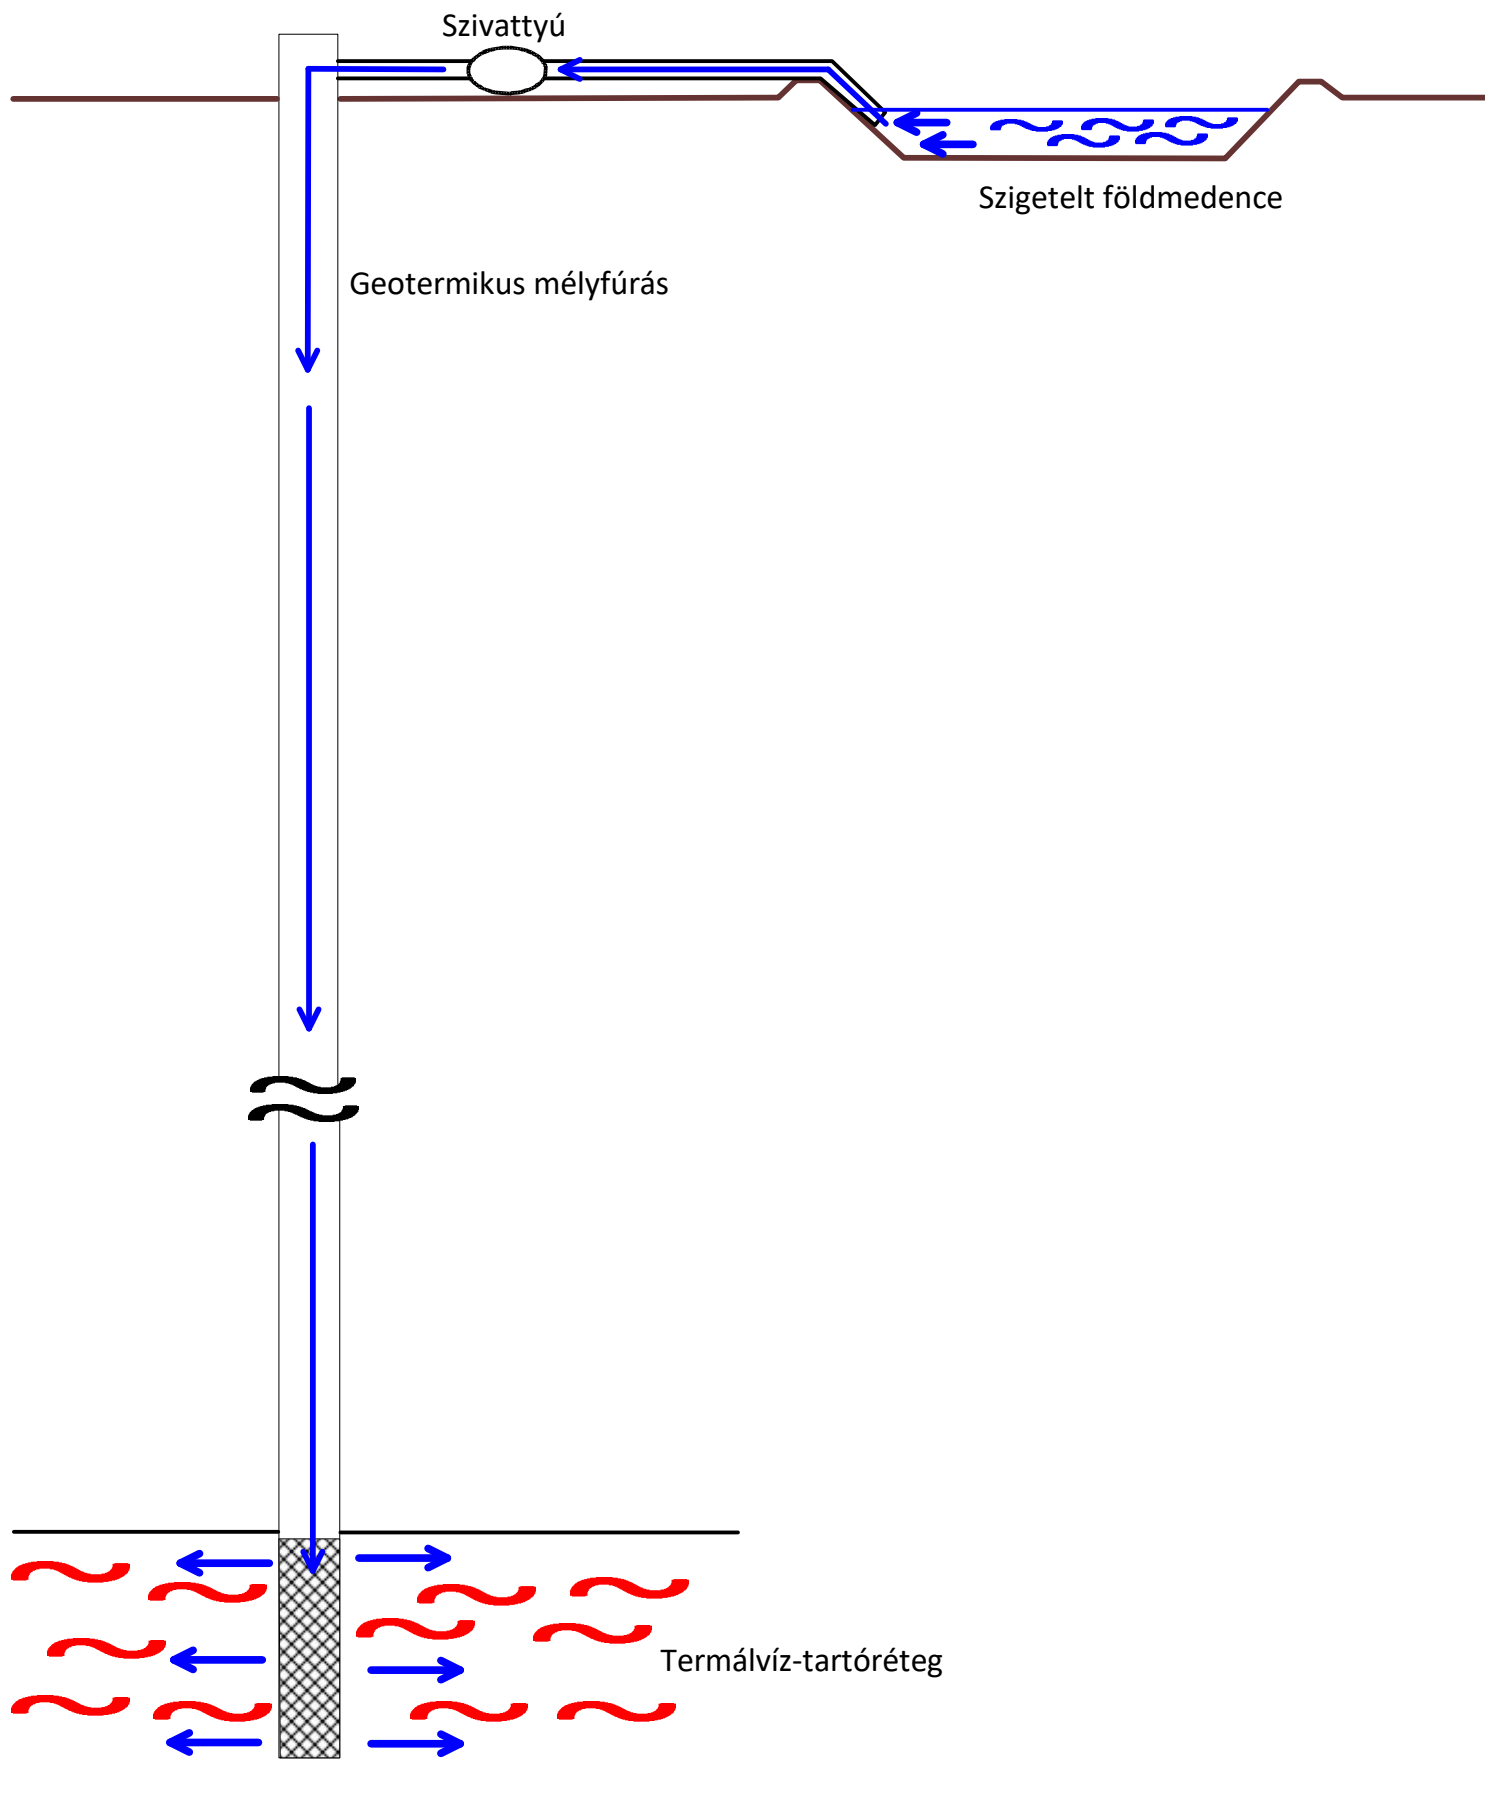 Szivattyú
Szigetelt földmedence
Geotermikus mélyfúrás
Termálvíz-tartóréteg